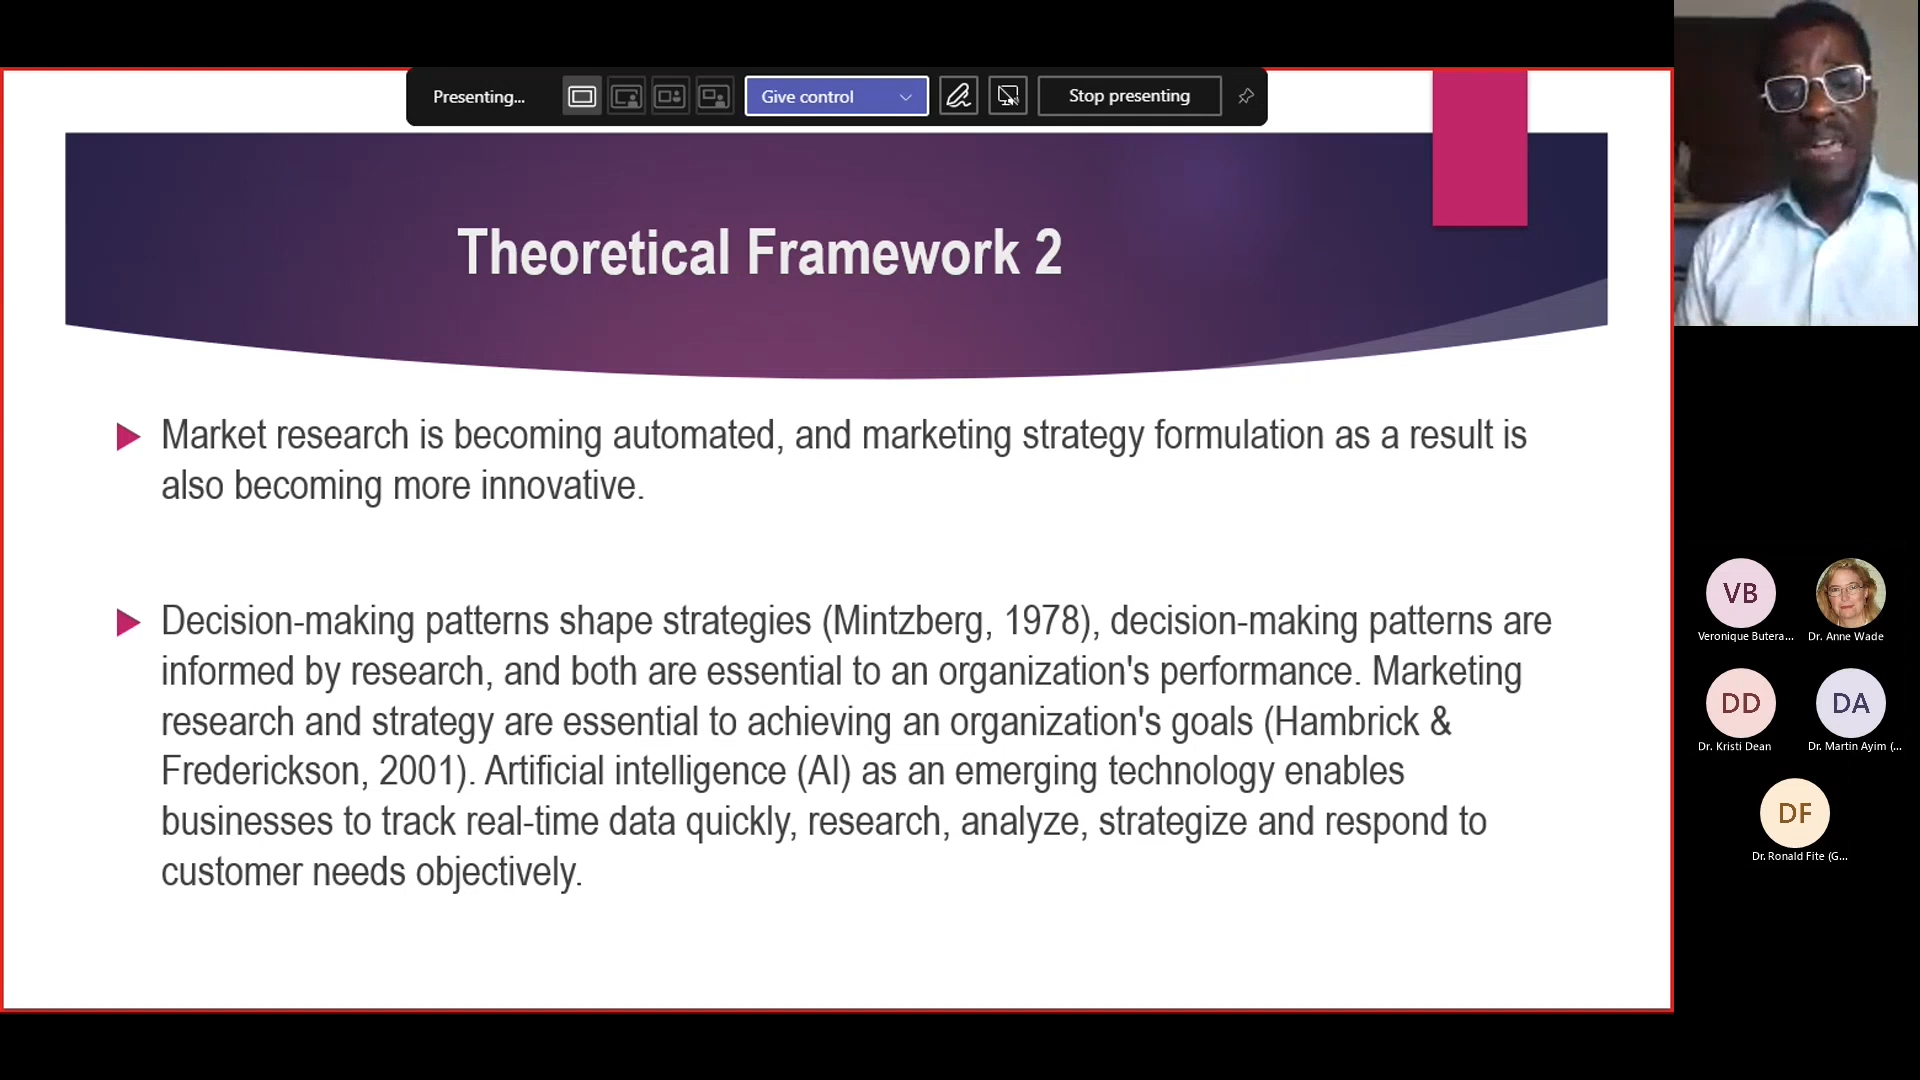 Presenting...
Give control
Stop presenting
Theoretical Framework 2
Market research is becoming automated, and marketing strategy formulation as a result is
also becoming more innovative.
Decision-making patterns shape strategies (Mintzberg, 1978), decision-making patterns are
informed by research, and both are essential to an organization's performance. Marketing
research and strategy are essential to achieving an organization's goals (Hambrick &
Frederickson, 2001). Artificial intelligence (AI) as an emerging technology enables
businesses to track real-time data quickly, research, analyze, strategize and respond to
customer needs objectively.
VB
Veronique Butera...
Dr. Anne Wade
DD
Dr. Kristi Dean
DA
Dr. Martin Ayim (...
DF
Dr. Ronald Fite (G...